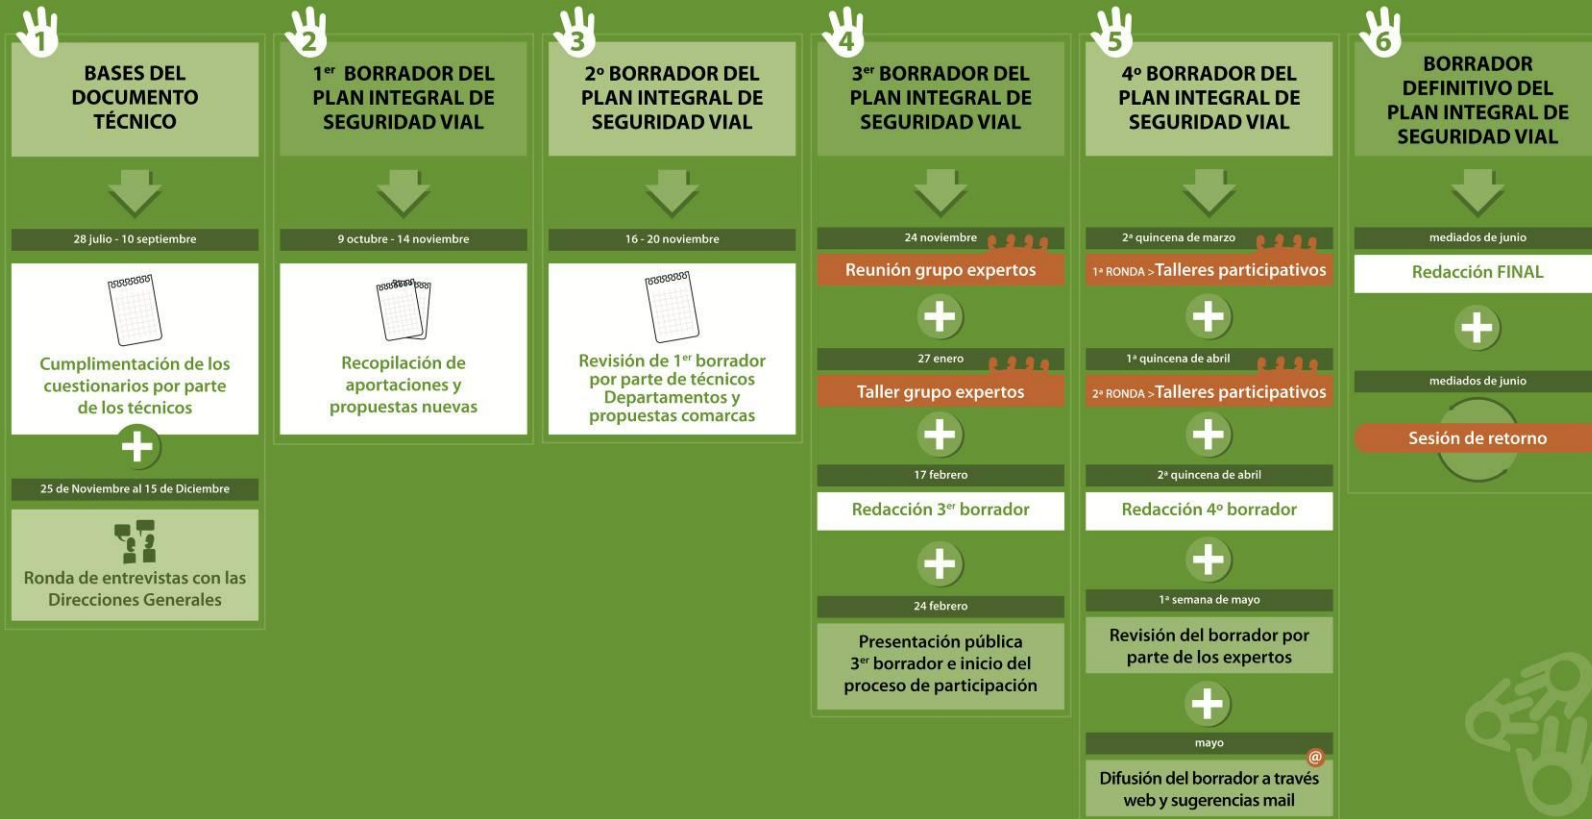 1
BASES DEL
DOCUMENTO
TÉCNICO
28 julio - 10 septiembre
Cumplimentación de los
cuestionarios por parte
de los técnicos
25 de Noviembre al 15 de Diciembre
Ronda de entrevistas con las
Direcciones Generales
2
1er BORRADOR DEL
PLAN INTEGRAL DE
SEGURIDAD VIAL
9 octubre - 14 noviembre
Recopilación de
aportaciones y
propuestas nuevas
3
2º BORRADOR DEL
PLAN INTEGRAL DE
SEGURIDAD VIAL
16 - 20 noviembre
Revisión de 1er borrador
por parte de técnicos
Departamentos y
propuestas comarcas
4
3er BORRADOR DEL
PLAN INTEGRAL DE
SEGURIDAD VIAL
24 noviembre
Reunión grupo expertos
27 enero
Taller grupo expertos
17 febrero
Redacción 3er borrador
24 febrero
Presentación pública
3er borrador e inicio del
proceso de participación
5
4º BORRADOR DEL
PLAN INTEGRAL DE
SEGURIDAD VIAL
2ª quincena de marzo
1ª RONDA >Talleres participativos
1ª quincena de abril
2ª RONDA >Talleres participativos
2ª quincena de abril
Redacción 4º borrador
1ª semana de mayo
Revisión del borrador por
parte de los expertos
mayo
@
Difusión del borrador a través
web y sugerencias mail
6
BORRADOR
DEFINITIVO DEL
PLAN INTEGRAL DE
SEGURIDAD VIAL
mediados de junio
Redacción FINAL
mediados de junio
Sesión de retorno